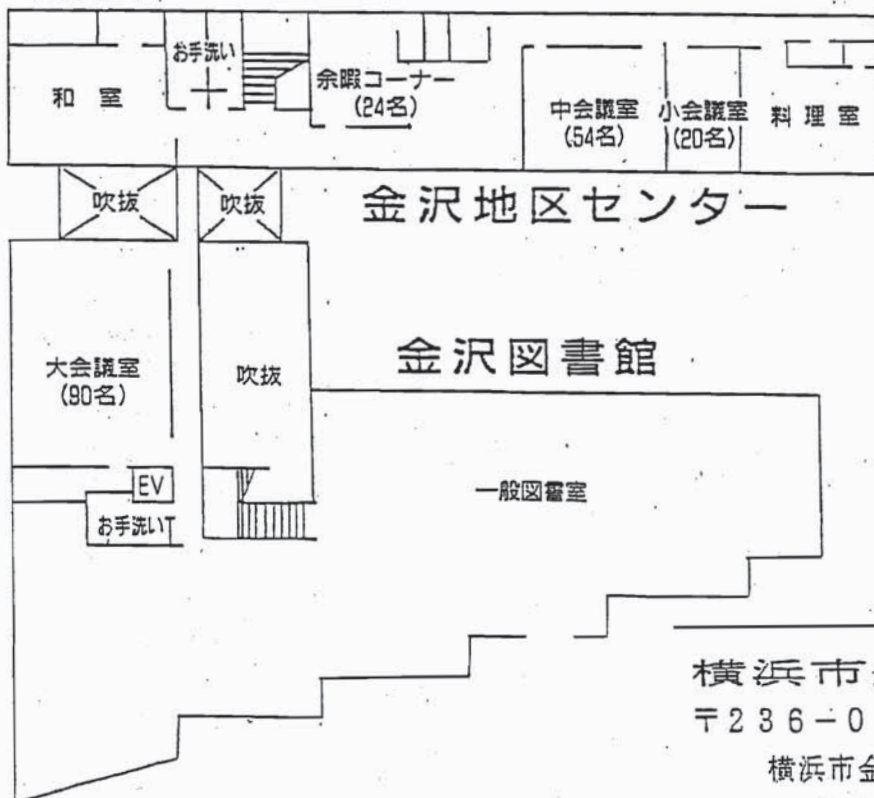 お手洗い
和室
余暇コーナー
(24名)
中会議室
(54名)
小会議室
(20名)
料理室
吹抜
吹抜
金沢地区センター
金沢図書館
大会議室
(90名)
吹抜
EV
お手洗い
一般図書室
横浜市
〒236-0
横浜市金